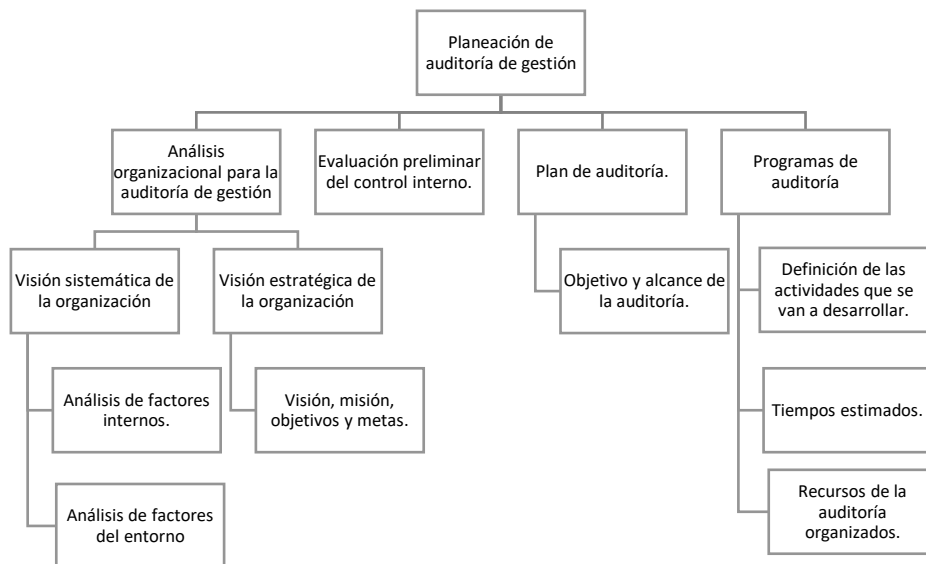 Planeación de
auditoría de gestión
Análisis
organizacional para la
auditoría de gestión
Evaluación preliminar
del control interno.
Plan de auditoría.
Programas de
auditoría
Visión sistemática de
la organización
Visión estratégica de
la organización
Objetivo y alcance de
la auditoría.
Definición de las
actividades que se
van a desarrollar.
Análisis de factores
internos.
Visión, misión,
objetivos y metas.
Tiempos estimados.
Análisis de factores
del entorno
Recursos de la
auditoría
organizados.